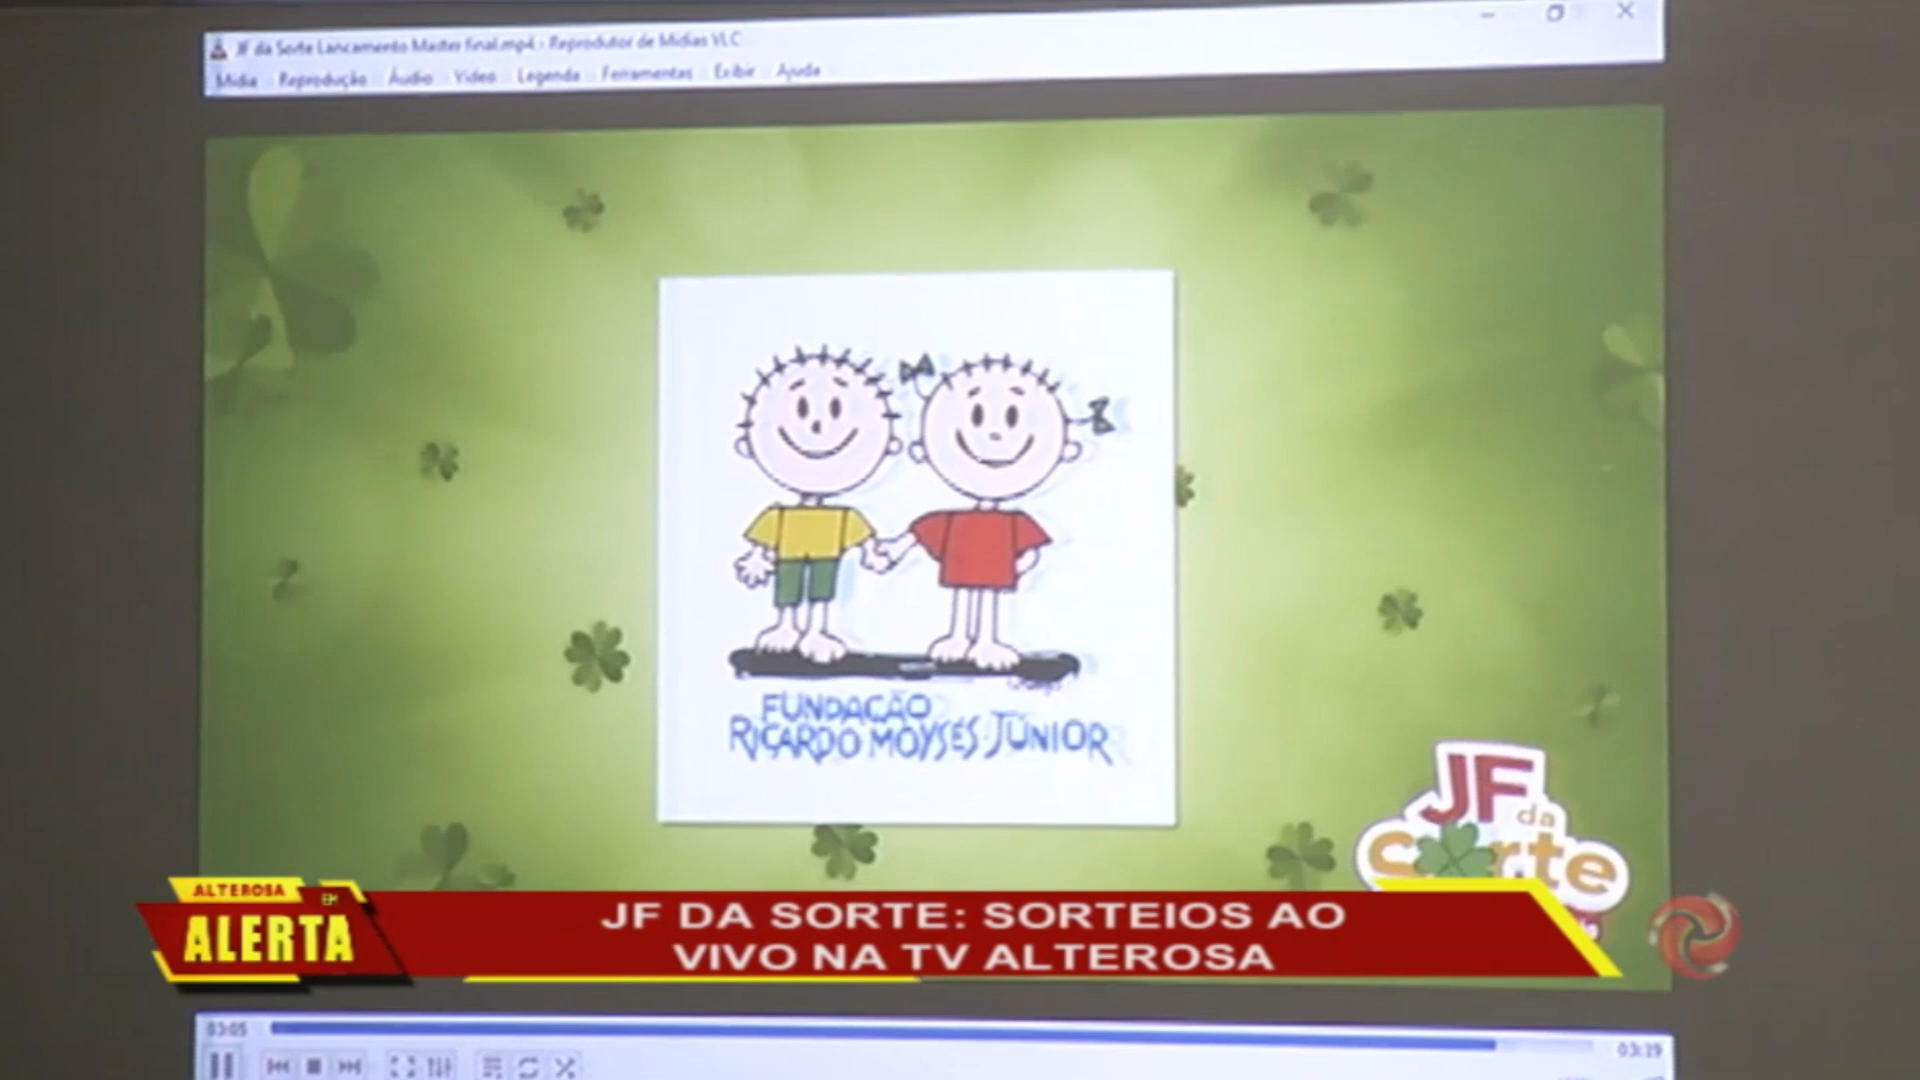 JF da Sorte Lancamento Master final.mp4 - Reprodutor de Mídias VLC
Mídia Reprodução Áudio Vídeo Legenda Ferramentas Exibir Ajuda
FUNDAÇÃO
RICARDO MOYSÉS JÚNIOR
JF
da
Sorte
ALTEROSA
EM
ALERTA
JF DA SORTE: SORTEIOS AO
VIVO NA TV ALTEROSA
03:05
03:19